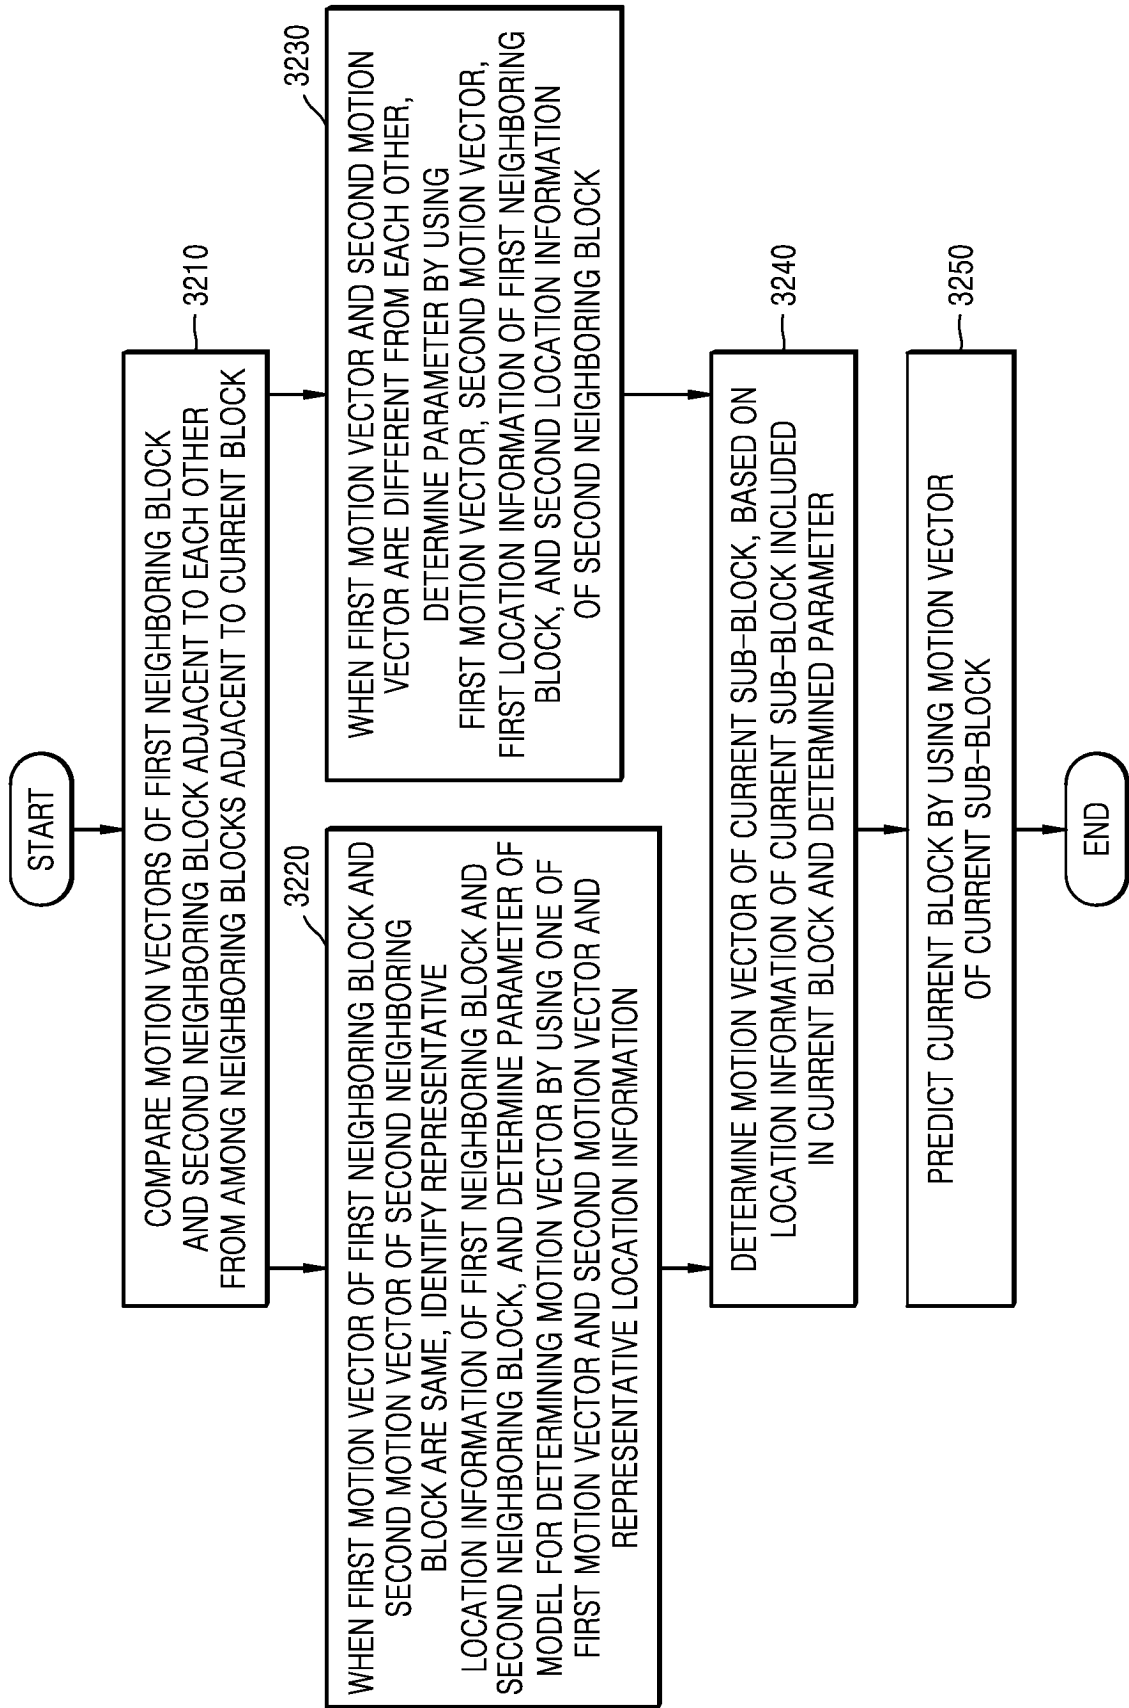 START
COMPARE MOTION VECTORS OF FIRST NEIGHBORING BLOCK
AND SECOND NEIGHBORING BLOCK ADJACENT TO EACH OTHER
FROM AMONG NEIGHBORING BLOCKS ADJACENT TO CURRENT BLOCK
3210
WHEN FIRST MOTION VECTOR OF FIRST NEIGHBORING BLOCK AND
SECOND MOTION VECTOR OF SECOND NEIGHBORING
BLOCK ARE SAME, IDENTIFY REPRESENTATIVE
LOCATION INFORMATION OF FIRST NEIGHBORING BLOCK AND
SECOND NEIGHBORING BLOCK, AND DETERMINE PARAMETER OF
MODEL FOR DETERMINING MOTION VECTOR BY USING ONE OF
FIRST MOTION VECTOR AND SECOND MOTION VECTOR AND
REPRESENTATIVE LOCATION INFORMATION
3220
WHEN FIRST MOTION VECTOR AND SECOND MOTION
VECTOR ARE DIFFERENT FROM EACH OTHER,
DETERMINE PARAMETER BY USING
FIRST MOTION VECTOR, SECOND MOTION VECTOR,
FIRST LOCATION INFORMATION OF FIRST NEIGHBORING
BLOCK, AND SECOND LOCATION INFORMATION
OF SECOND NEIGHBORING BLOCK
3230
DETERMINE MOTION VECTOR OF CURRENT SUB-BLOCK, BASED ON
LOCATION INFORMATION OF CURRENT SUB-BLOCK INCLUDED
IN CURRENT BLOCK AND DETERMINED PARAMETER
3240
PREDICT CURRENT BLOCK BY USING MOTION VECTOR
OF CURRENT SUB-BLOCK
3250
END